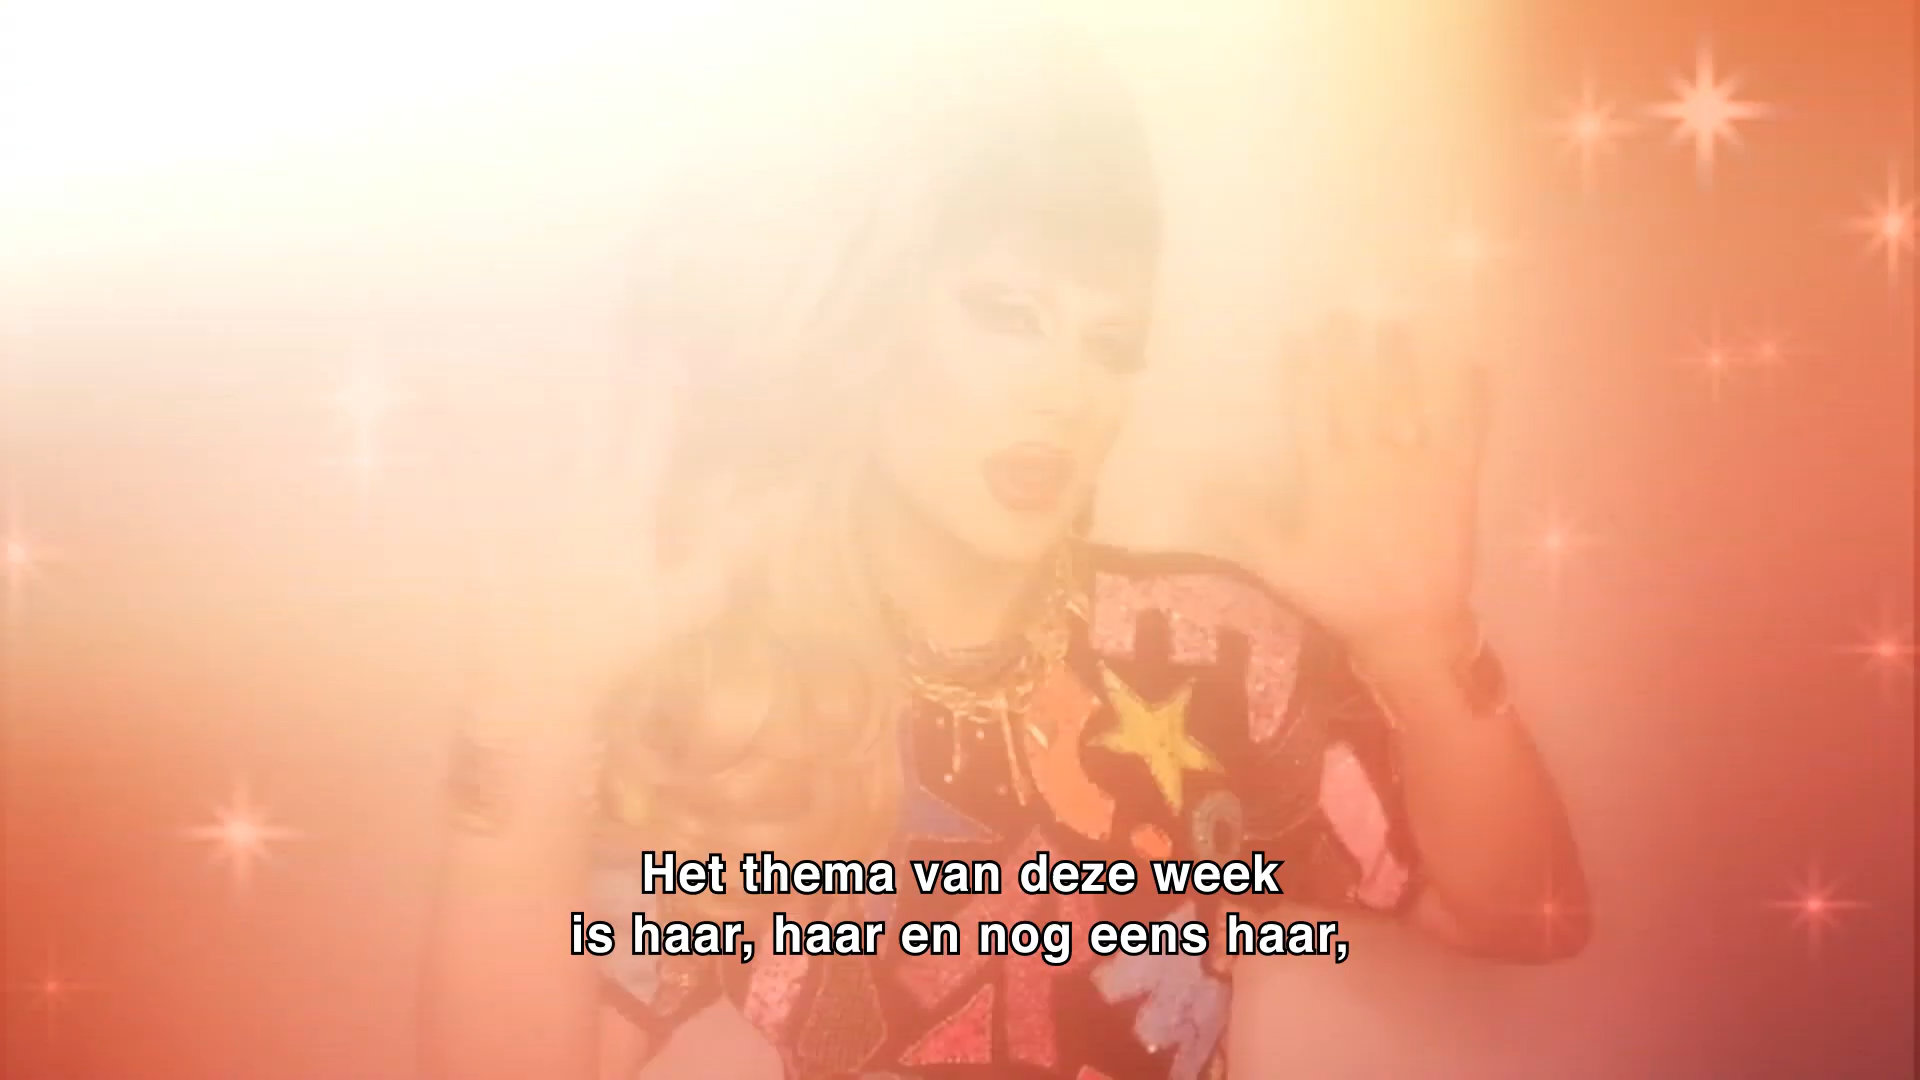 Het thema van deze week
is haar, haar en nog eens haar,